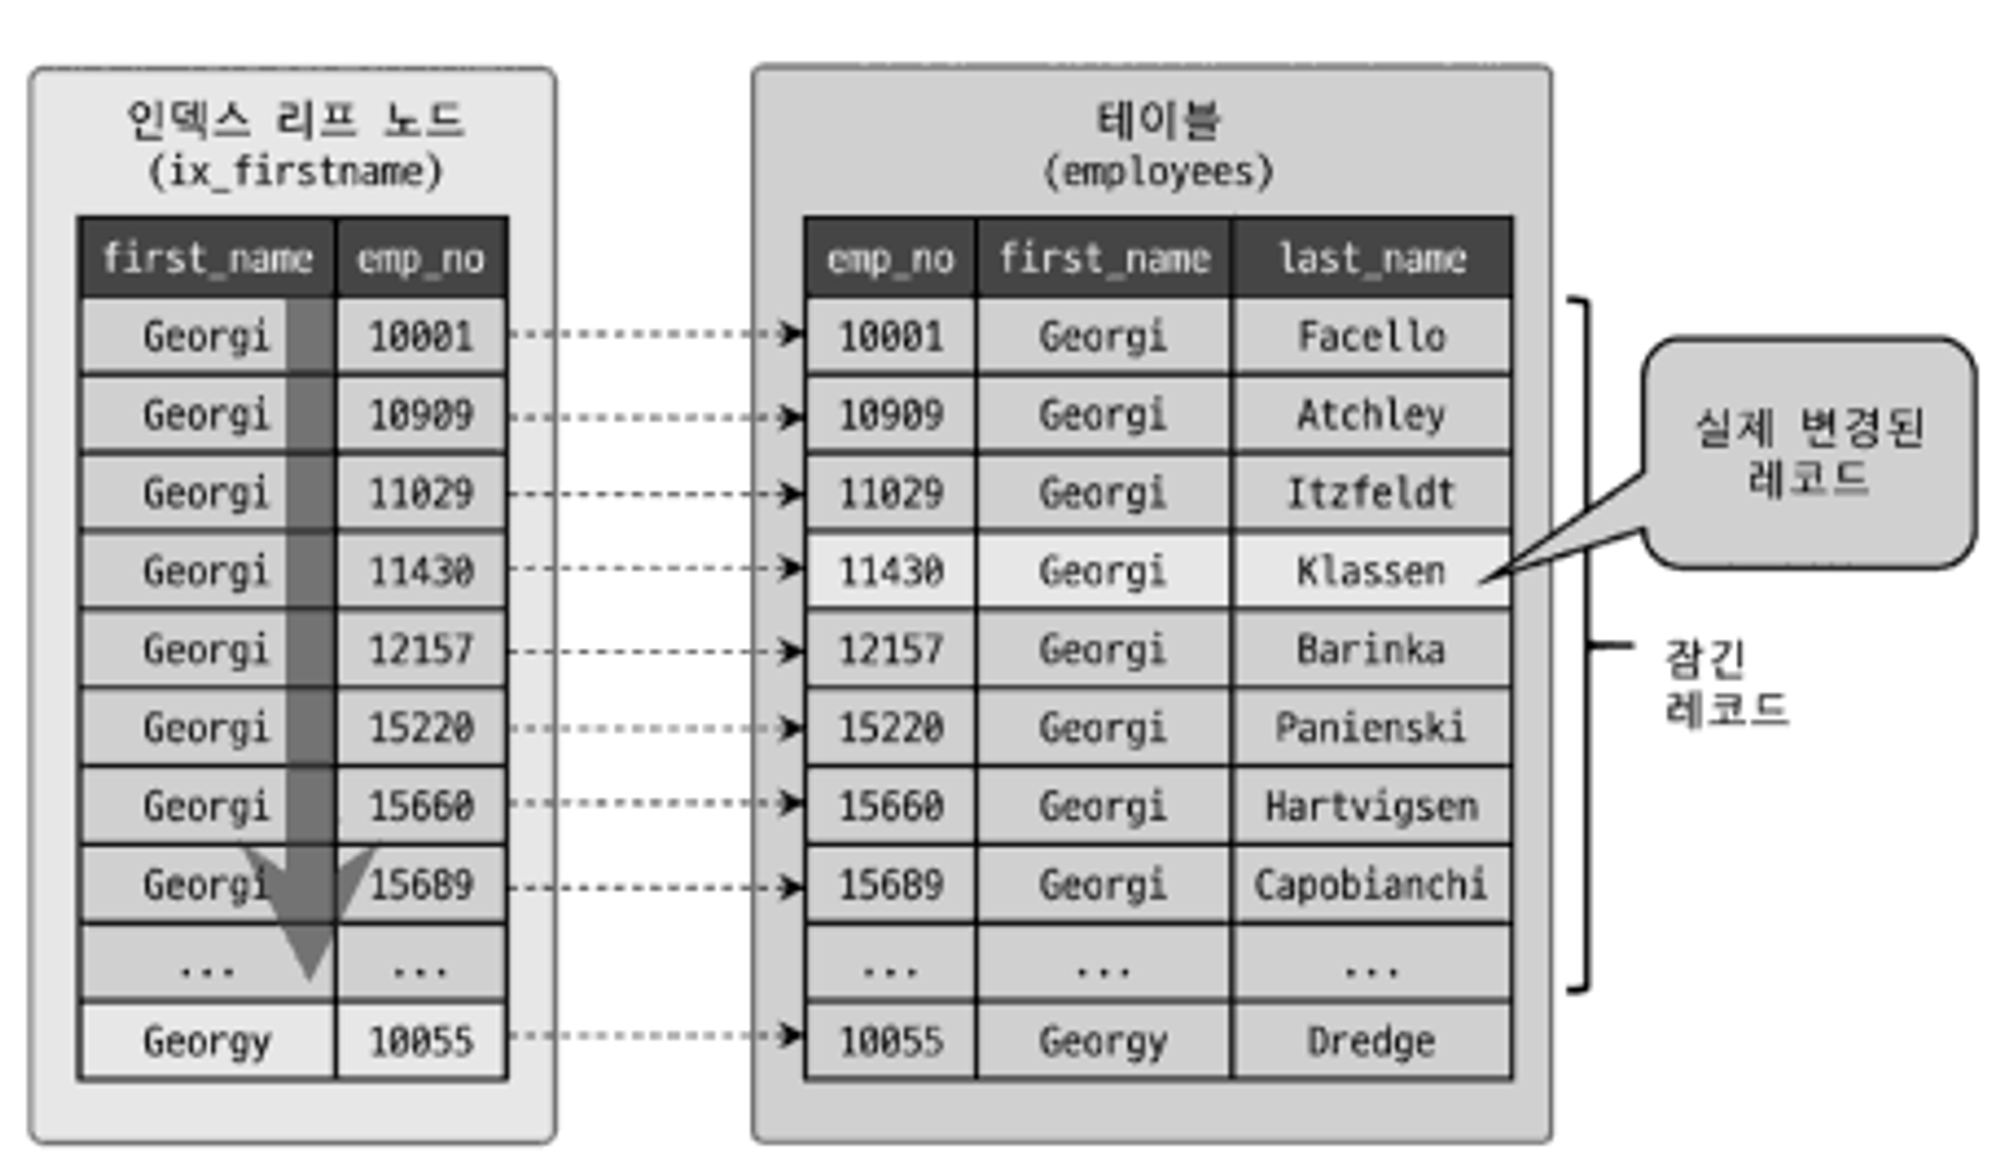 인덱스 리프 노드
(ix_firstname)
first_name emp_no
Georgi 10001
Georgi 10909
Georgi 11029
Georgi 11430
Georgi 12157
Georgi 15220
Georgi 15660
Georgi 15689
... ...
Georgy 10055
테이블
(employees)
emp_no first_name last_name
10001 Georgi Facello
10909 Georgi Atchley
11029 Georgi Itzfeldt
11430 Georgi Klassen
12157 Georgi Barinka
15220 Georgi Panienski
15660 Georgi Hartvigsen
15689 Georgi Capobianchi
... ... ...
10055 Georgy Dredge
실제 변경된
레코드
잠긴
레코드